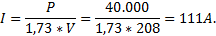 I = P / 1,73 * V = 40.000 / 1,73 * 208 = 111A.